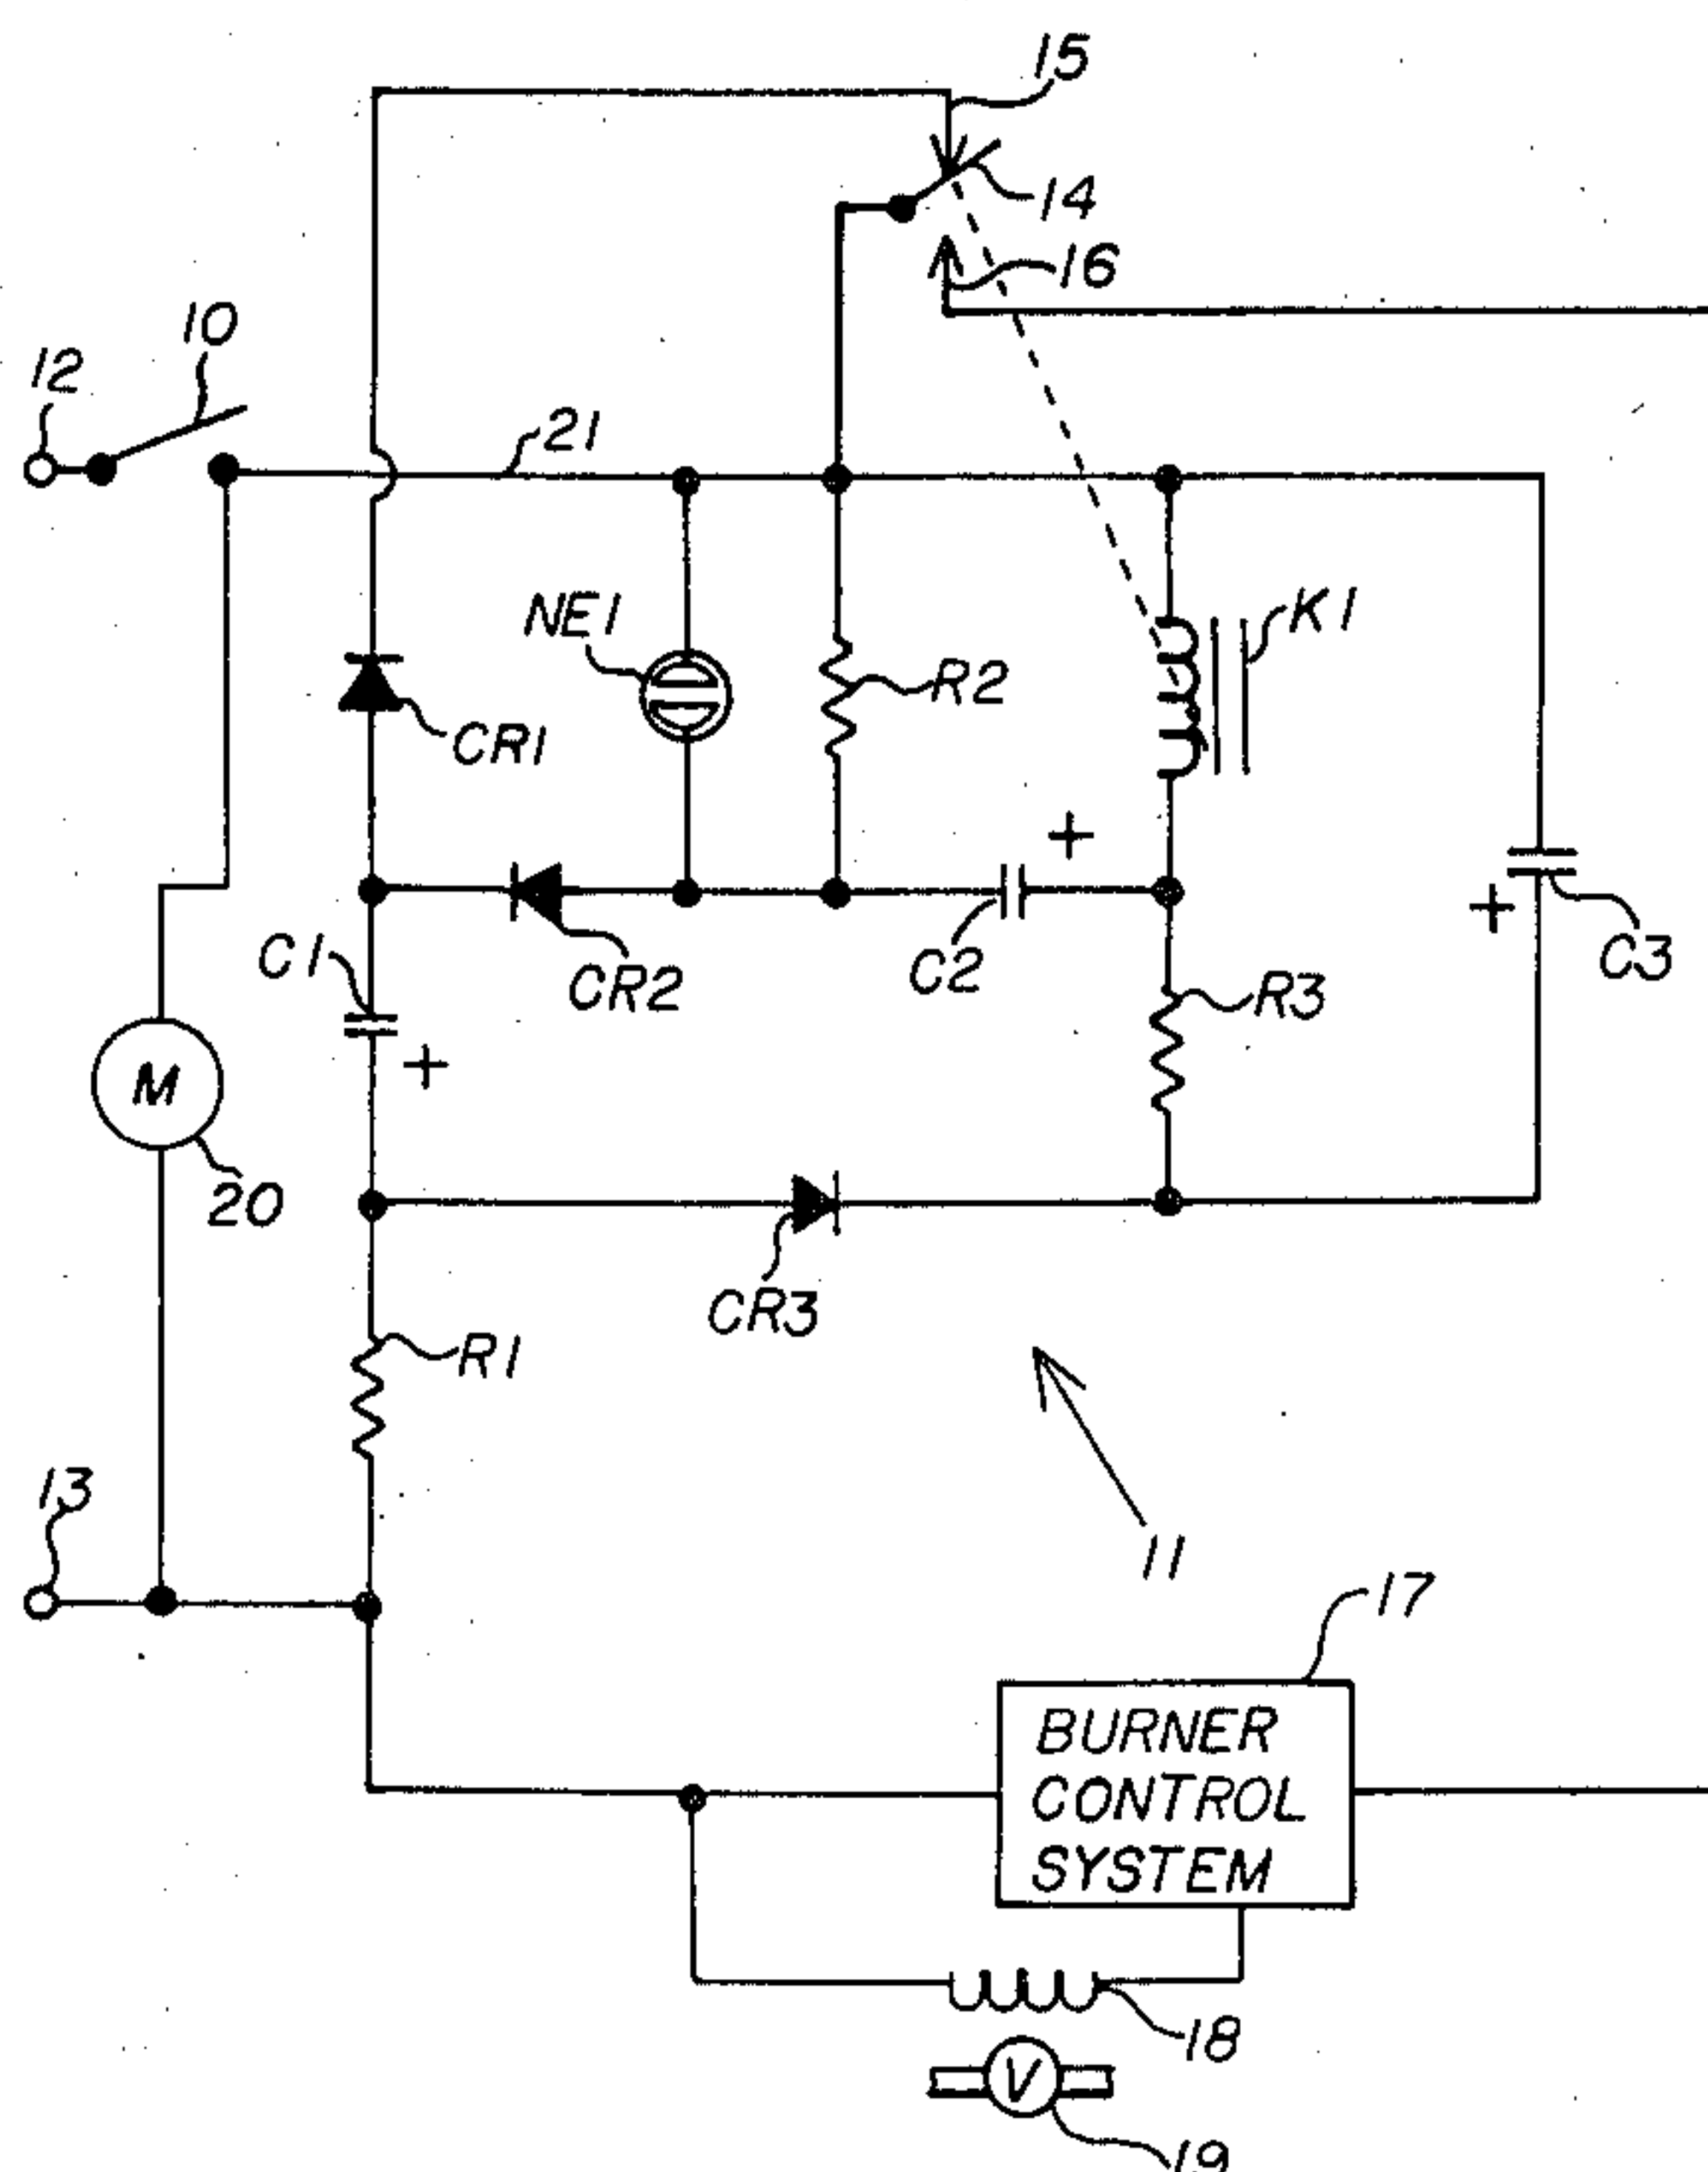 15
14
16
10
12
21
NE1
K1
R2
CR1
+
C1
CR2
C2
+
C3
R3
+
M
20
CR3
R1
13
11
17
BURNER
CONTROL
SYSTEM
18
V
19